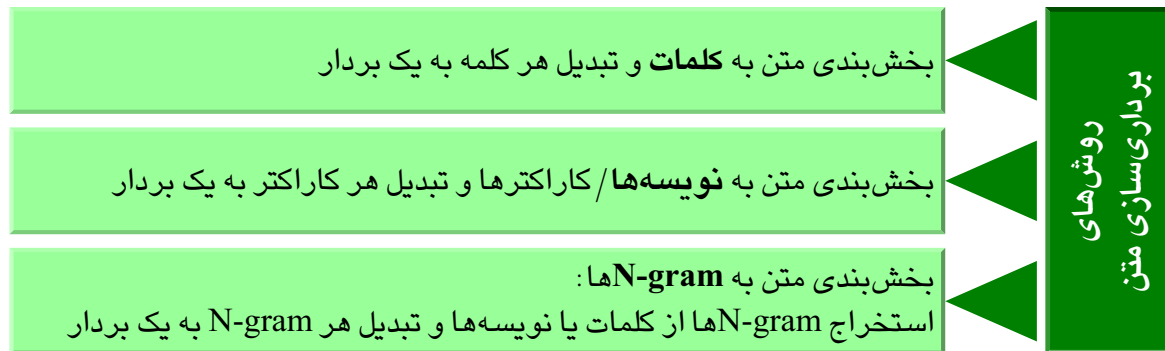 روش‌های
برداری‌سازی متن
بخش‌بندی متن به کلمات و تبدیل هر کلمه به یک بردار
بخش‌بندی متن به نویسه‌ها/کاراکترها و تبدیل هر کاراکتر به یک بردار
بخش‌بندی متن به N-gramها:
استخراج N-gramها از کلمات یا نویسه‌ها و تبدیل هر N-gram به یک بردار